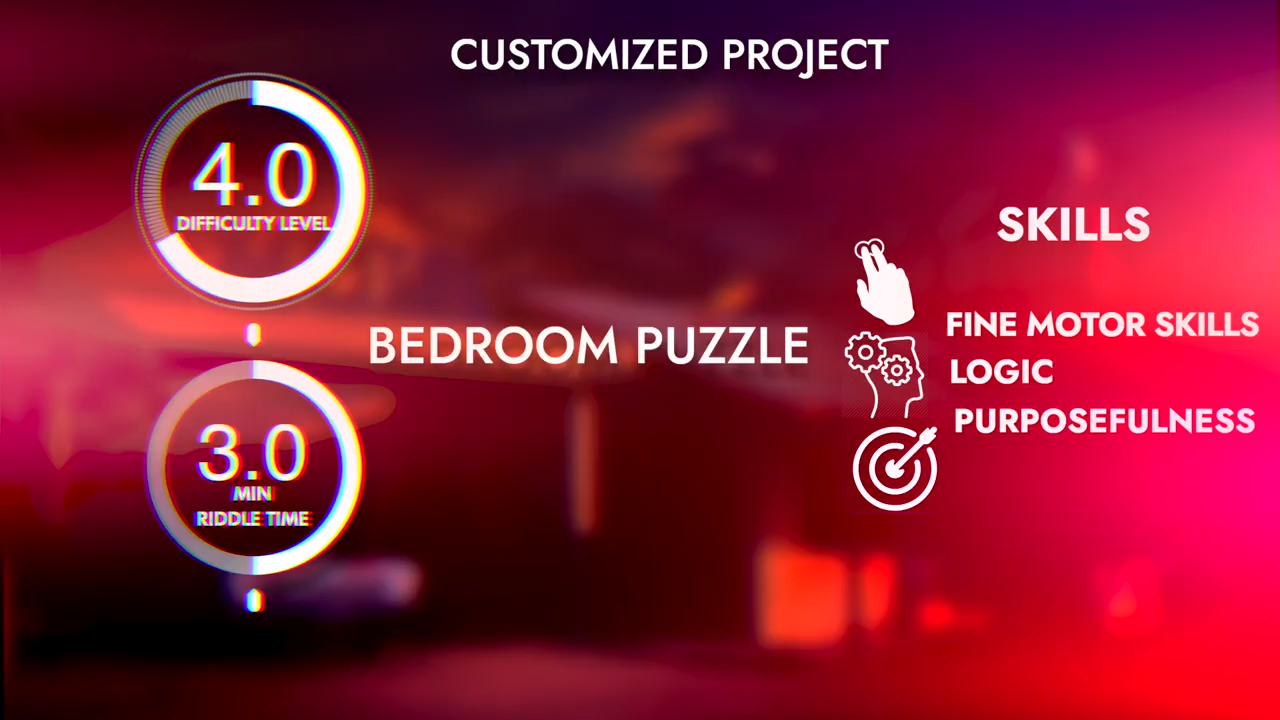 CUSTOMIZED PROJECT
4.0
DIFFICULTY LEVEL
BEDROOM PUZZLE
3.0
MIN
RIDDLE TIME
SKILLS
FINE MOTOR SKILLS
LOGIC
PURPOSEFULNESS